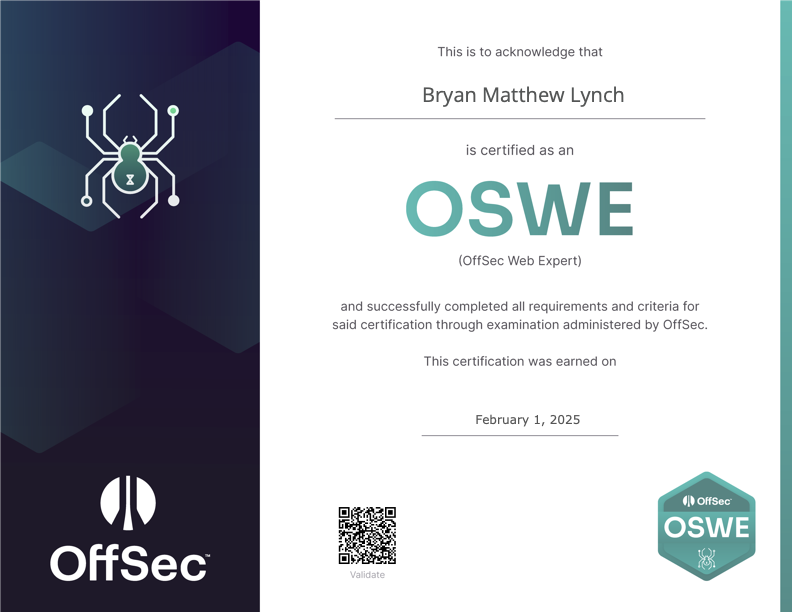 This is to acknowledge that
Bryan Matthew Lynch
is certified as an
OSWE
(OffSec Web Expert)
and successfully completed all requirements and criteria for
said certification through examination administered by OffSec.
This certification was earned on
February 1, 2025
OffSec™
Validate
OffSec
OSWE